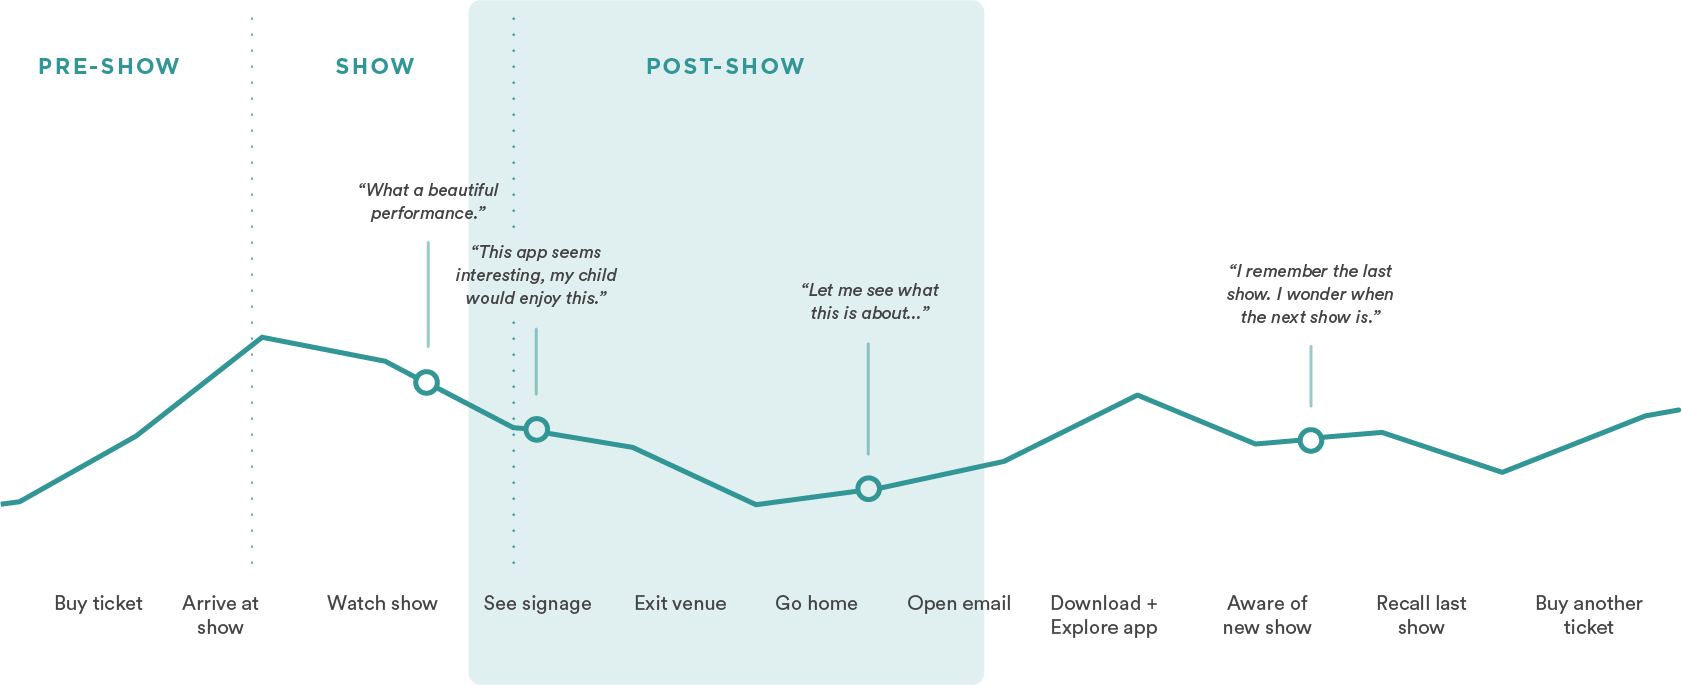 PRE-SHOW
SHOW
POST-SHOW
“What a beautiful
performance.”
“This app seems
interesting, my child
would enjoy this.”
“Let me see what
this is about...”
“I remember the last
show. I wonder when
the next show is.”
Buy ticket
Arrive at
show
Watch show
See signage
Exit venue
Go home
Open email
Download +
Explore app
Aware of
new show
Recall last
show
Buy another
ticket